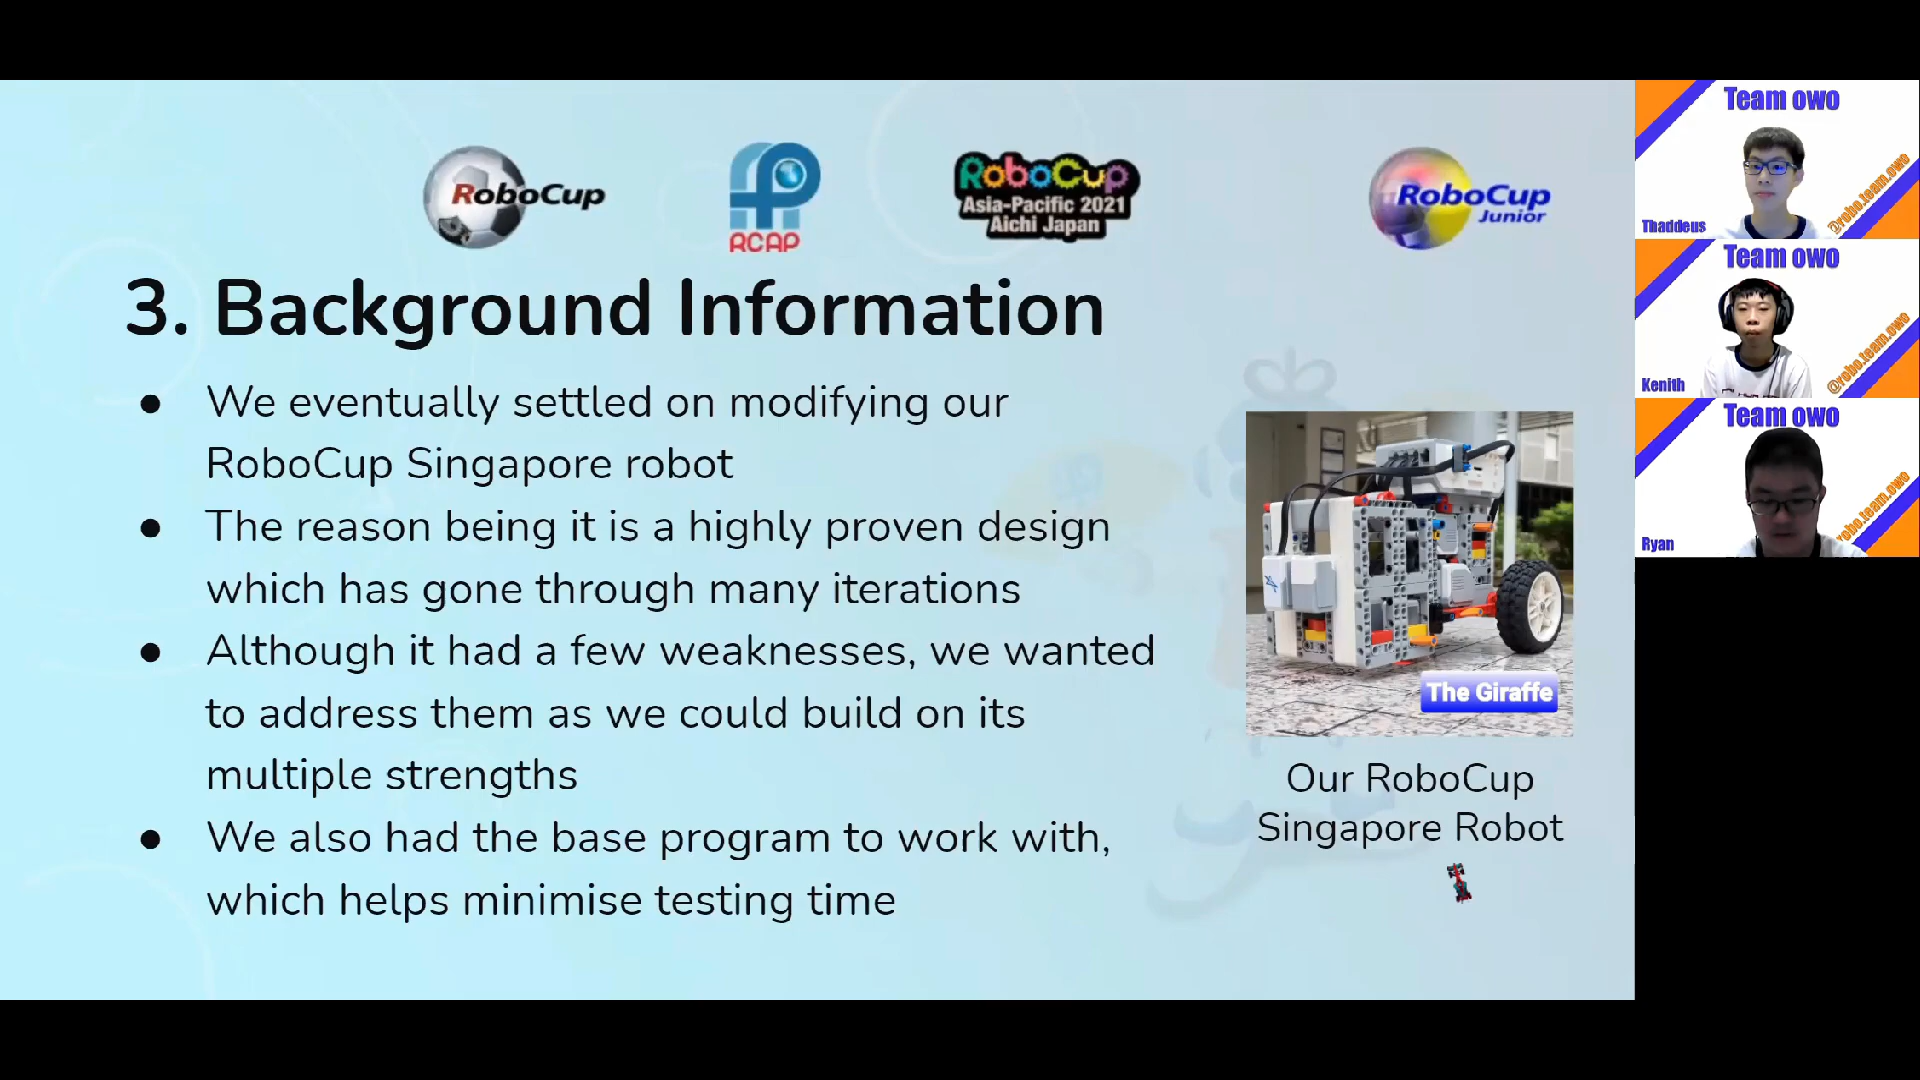 RoboCup
RCAP
RoboCup
Asia-Pacific 2021
Aichi Japan
RoboCup
Junior
3. Background Information
● We eventually settled on modifying our
RoboCup Singapore robot
● The reason being it is a highly proven design
which has gone through many iterations
● Although it had a few weaknesses, we wanted
to address them as we could build on its
multiple strengths
● We also had the base program to work with,
which helps minimise testing time
The Giraffe
Our RoboCup
Singapore Robot
Team owo
Thaddeus
@robo.team.owo
Team owo
Kenith
@robo.team.owo
Team owo
Ryan
robo.team.owo